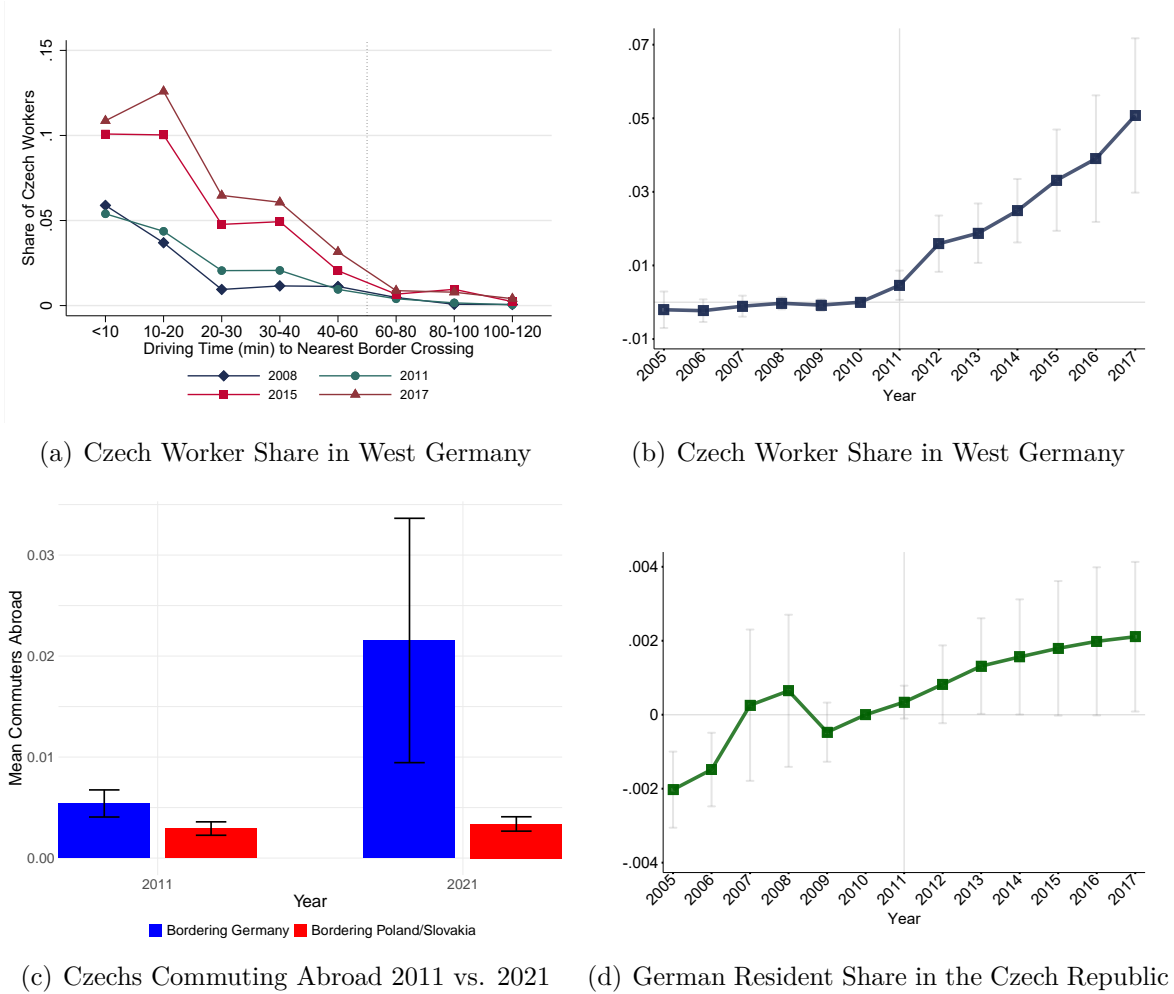 .15
.1
.05
0
Share of Czech Workers
<10 10-20 20-30 30-40 40-60 60-80 80-100 100-120
Driving Time (min) to Nearest Border Crossing
2008 2011
2015 2017
(a) Czech Worker Share in West Germany
.07
.05
.03
.01
-.01
2005 2006 2007 2008 2009 2010 2011 2012 2013 2014 2015 2016 2017
Year
(b) Czech Worker Share in West Germany
0.03
0.02
0.01
0.00
Mean Commuters Abroad
2011 2021
Year
Bordering Germany Bordering Poland/Slovakia
(c) Czechs Commuting Abroad 2011 vs. 2021
.004
.002
0
-.002
-.004
2005 2006 2007 2008 2009 2010 2011 2012 2013 2014 2015 2016 2017
Year
(d) German Resident Share in the Czech Republic